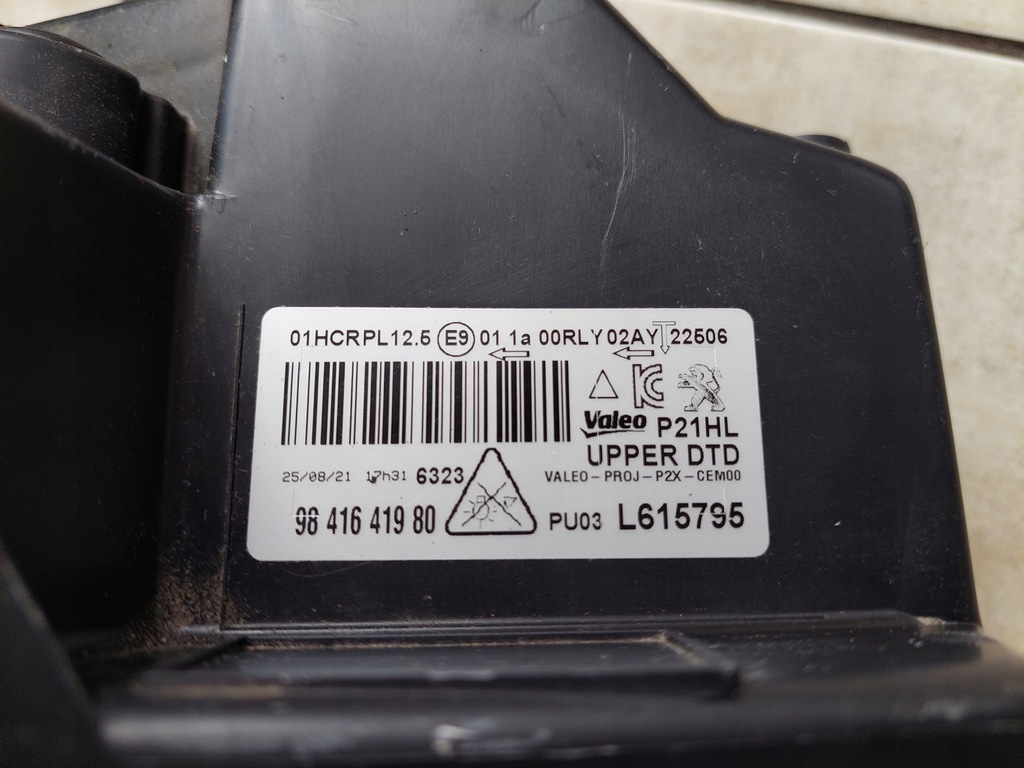 01HCRPL12.5 E9 01 1a 00RLY 02AY 22506
KC
Valeo P21HL
UPPER DTD
25/08/21 17h31 6323 VALEO-PROJ-P2X-CEM00
98 416 419 80 PU03 L615795